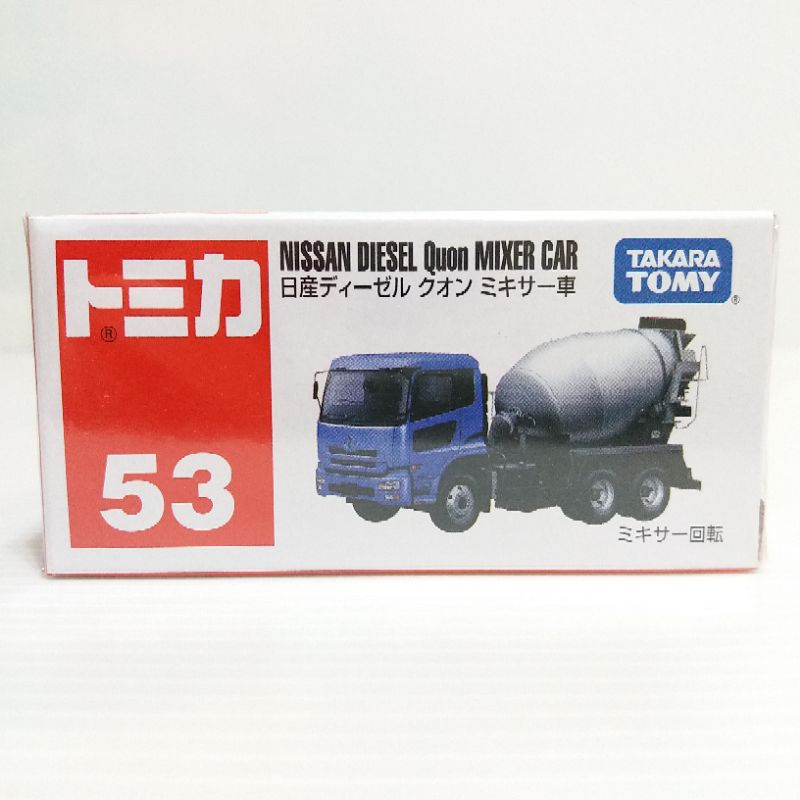 トミカ
®
53
NISSAN DIESEL Quon MIXER CAR
日産ディーゼル クオン ミキサー車
TAKARA
TOMY
®
ミキサー回転